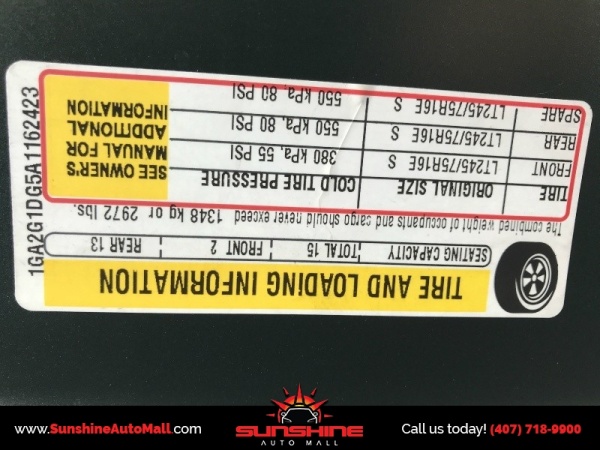 TIRE AND LOADING INFORMATION
SEATING CAPACITY TOTAL 15 FRONT 2 REAR 13
The combined weight of occupants and cargo should never exceed 1348 kg or 2972 lbs.
TIRE ORIGINAL SIZE COLD TIRE PRESSURE
FRONT LT245/75R16E S 380 kPa, 55 PSI
REAR LT245/75R16E S 550 kPa, 80 PSI
SPARE LT245/75R16E S 550 kPa, 80 PSI
SEE OWNER'S
MANUAL FOR
ADDITIONAL
INFORMATION
1GA2G1DG5A1162423
www.SunshineAutoMall.com
SUNSHINE
AUTO MALL
Call us today! (407) 718-9900